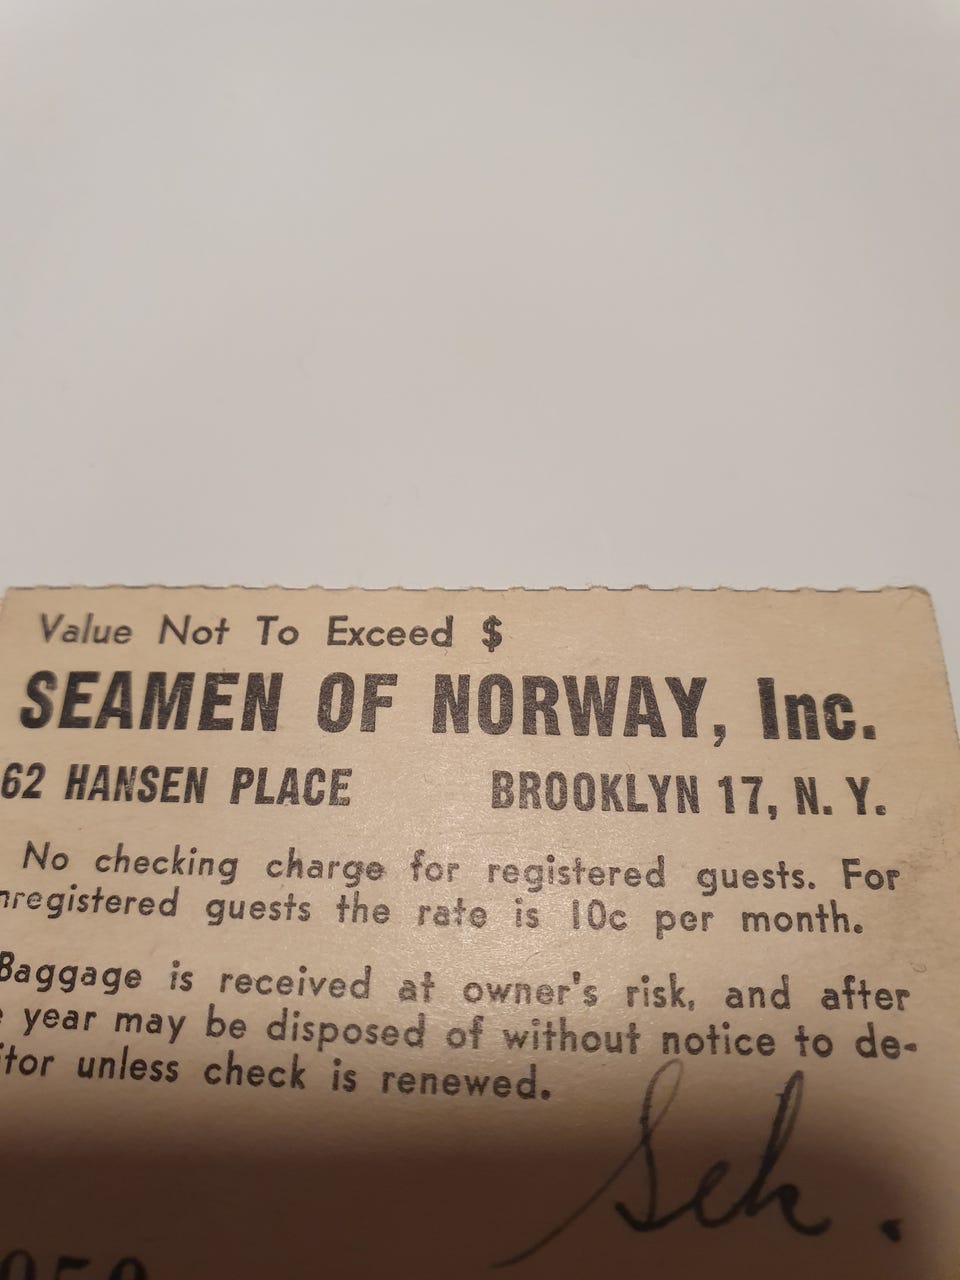 Value Not To Exceed $
SEAMEN OF NORWAY, Inc.
62 HANSEN PLACE BROOKLYN 17, N. Y.
No checking charge for registered guests. For
nregistered guests the rate is 10c per month.
Baggage is received at owner's risk, and after
e year may be disposed of without notice to de-
itor unless check is renewed.